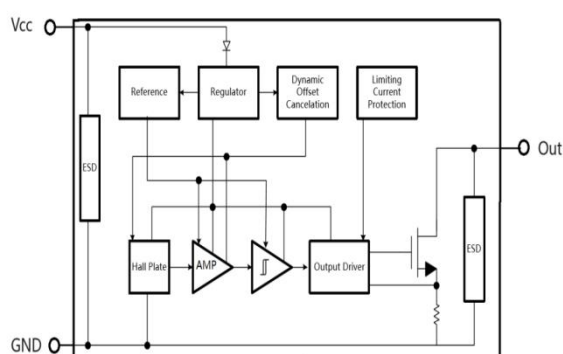 Vcc
Reference
Regulator
Dynamic
Offset
Cancelation
Limiting
Current
Protection
Out
ESD
ESD
Hall Plate
AMP
Output Driver
GND